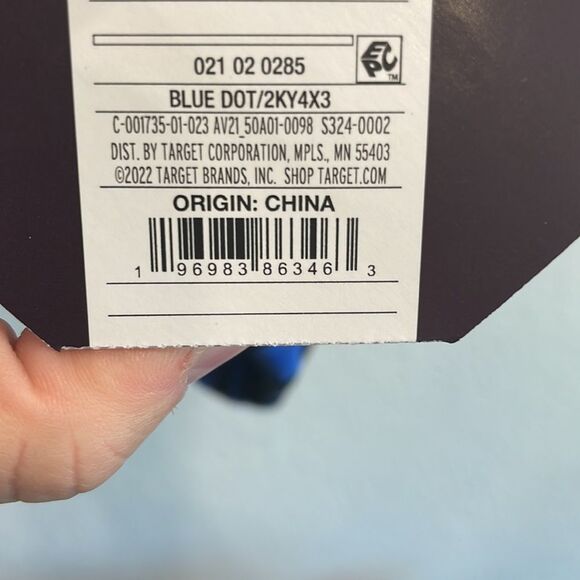 021 02 0285
EPC™
BLUE DOT/2KY4X3
C-001735-01-023 AV21_50A01-0098 S324-0002
DIST. BY TARGET CORPORATION, MPLS., MN 55403
©2022 TARGET BRANDS, INC. SHOP TARGET.COM
ORIGIN: CHINA
1 96983 86346 3